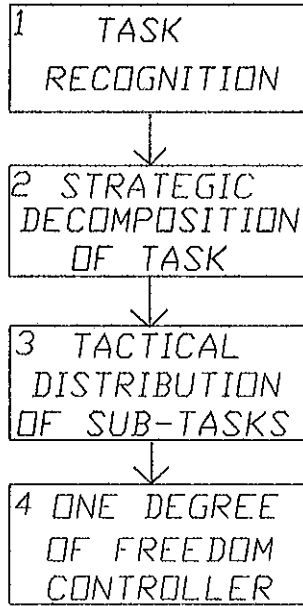 1 TASK
RECOGNITION
2 STRATEGIC
DECOMPOSITION
OF TASK
3 TACTICAL
DISTRIBUTION
OF SUB-TASKS
4 ONE DEGREE
OF FREEDOM
CONTROLLER